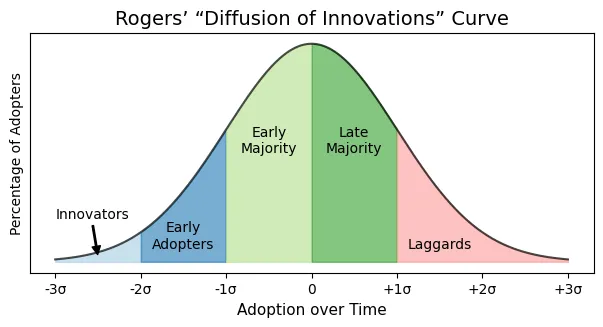 Rogers’ “Diffusion of Innovations” Curve
Percentage of Adopters
Early
Majority
Late
Majority
Innovators
Early
Adopters
Laggards
-3σ -2σ -1σ 0 +1σ +2σ +3σ
Adoption over Time